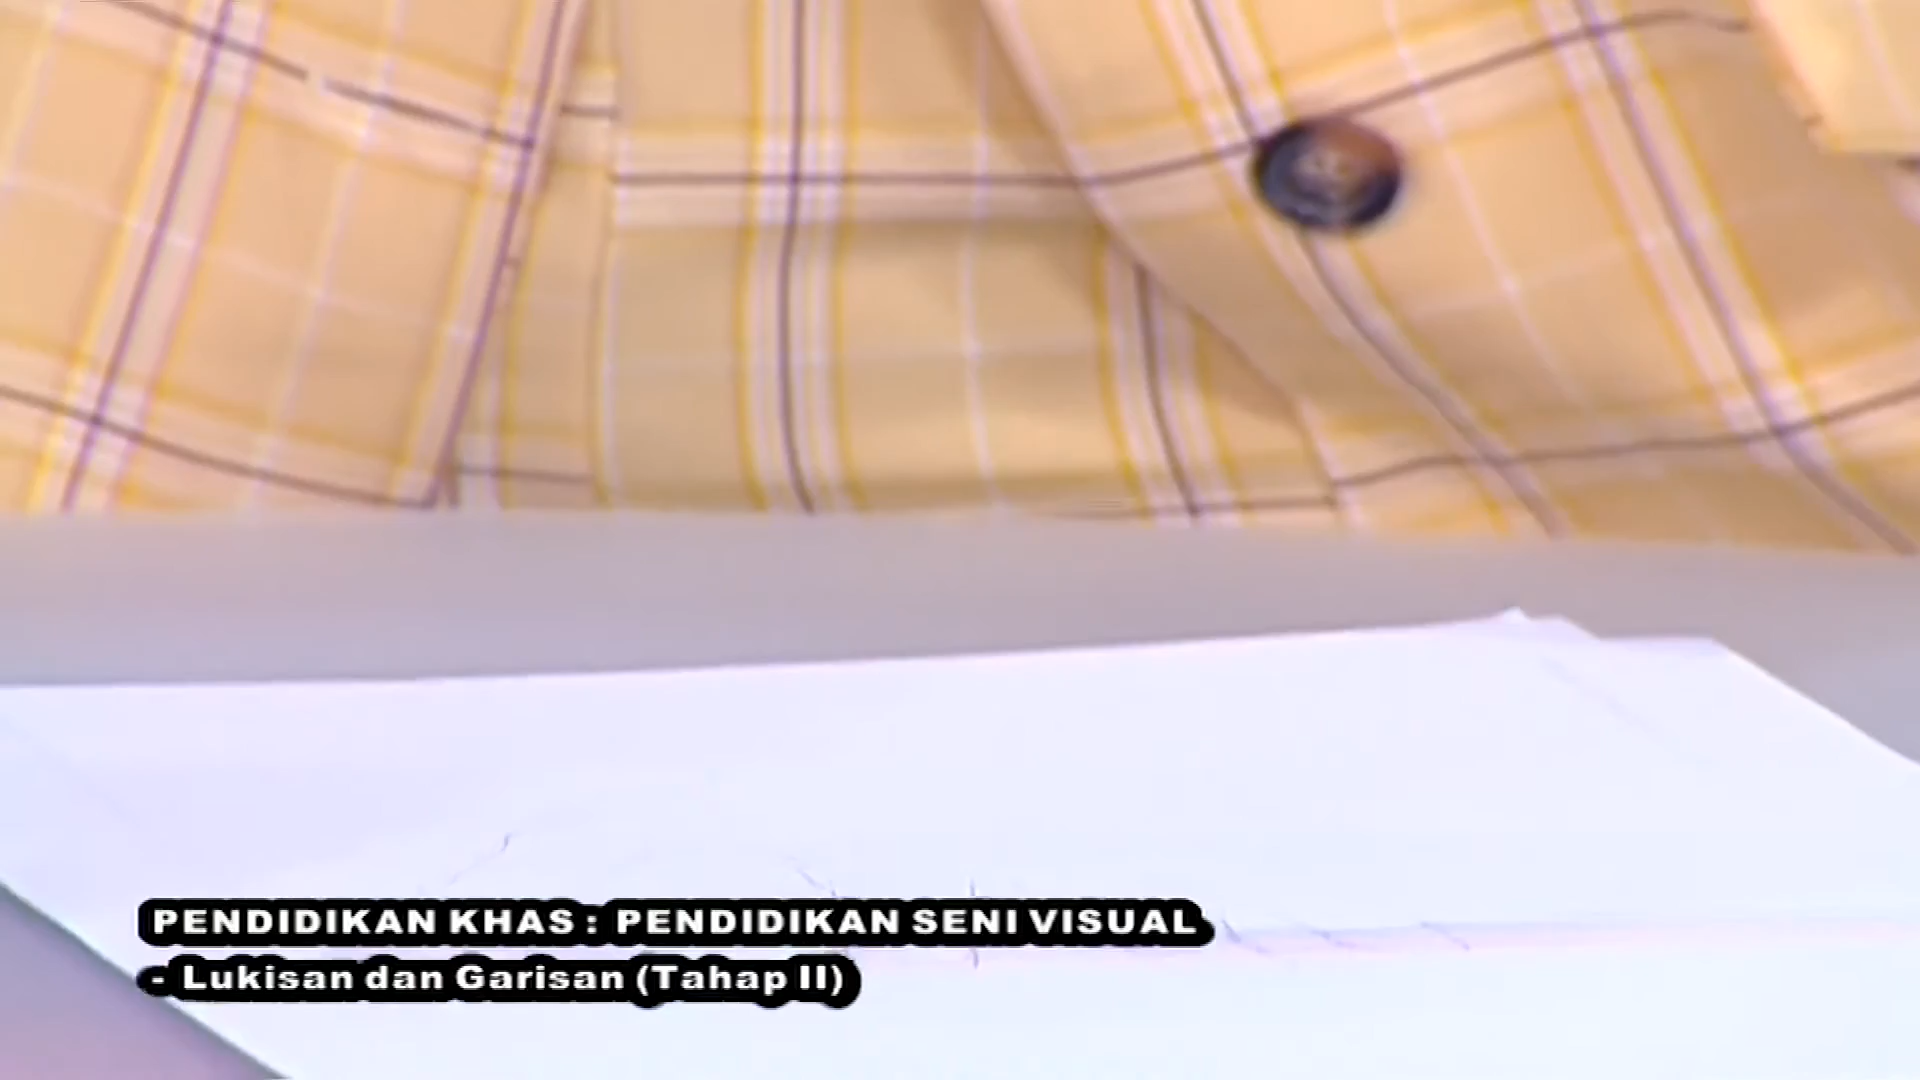 PENDIDIKAN KHAS : PENDIDIKAN SENI VISUAL
- Lukisan dan Garisan (Tahap II)